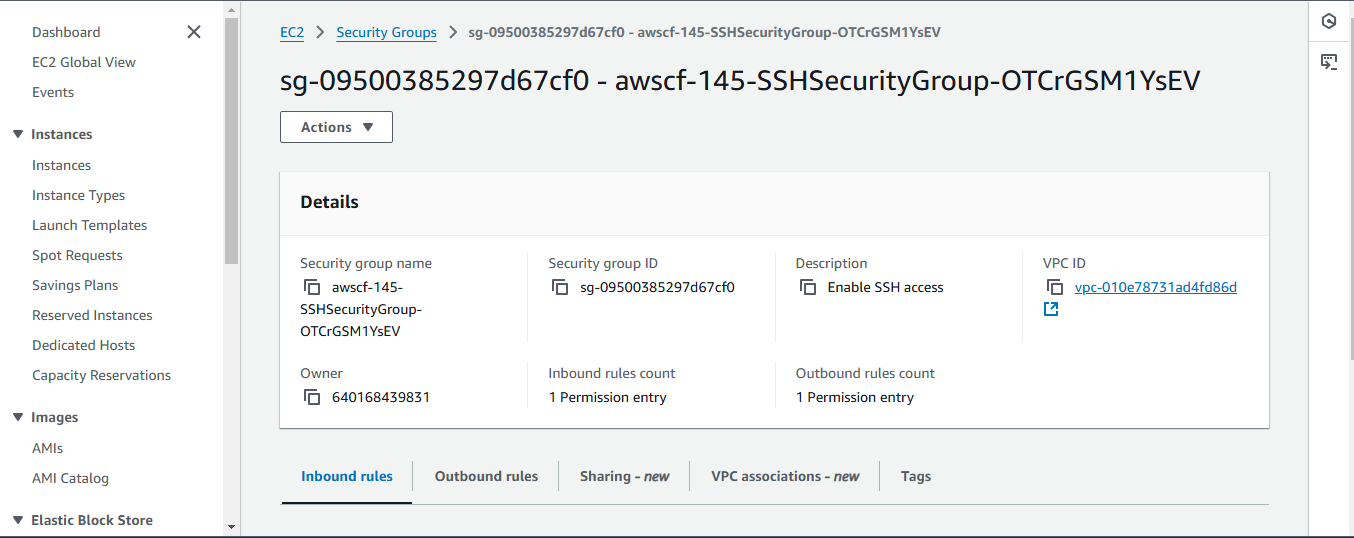 Dashboard
EC2 Global View
Events
Instances
Instances
Instance Types
Launch Templates
Spot Requests
Savings Plans
Reserved Instances
Dedicated Hosts
Capacity Reservations
Images
AMIs
AMI Catalog
Elastic Block Store
EC2 > Security Groups > sg-09500385297d67cf0 - awscf-145-SSHSecurityGroup-OTCrGSM1YsEV
sg-09500385297d67cf0 - awscf-145-SSHSecurityGroup-OTCrGSM1YsEV
Actions
Details
Security group name
awscf-145-
SSHSecurityGroup-
OTCrGSM1YsEV
Security group ID
sg-09500385297d67cf0
Description
Enable SSH access
VPC ID
vpc-010e78731ad4fd86d
Owner
640168439831
Inbound rules count
1 Permission entry
Outbound rules count
1 Permission entry
Inbound rules
Outbound rules
Sharing - new
VPC associations - new
Tags